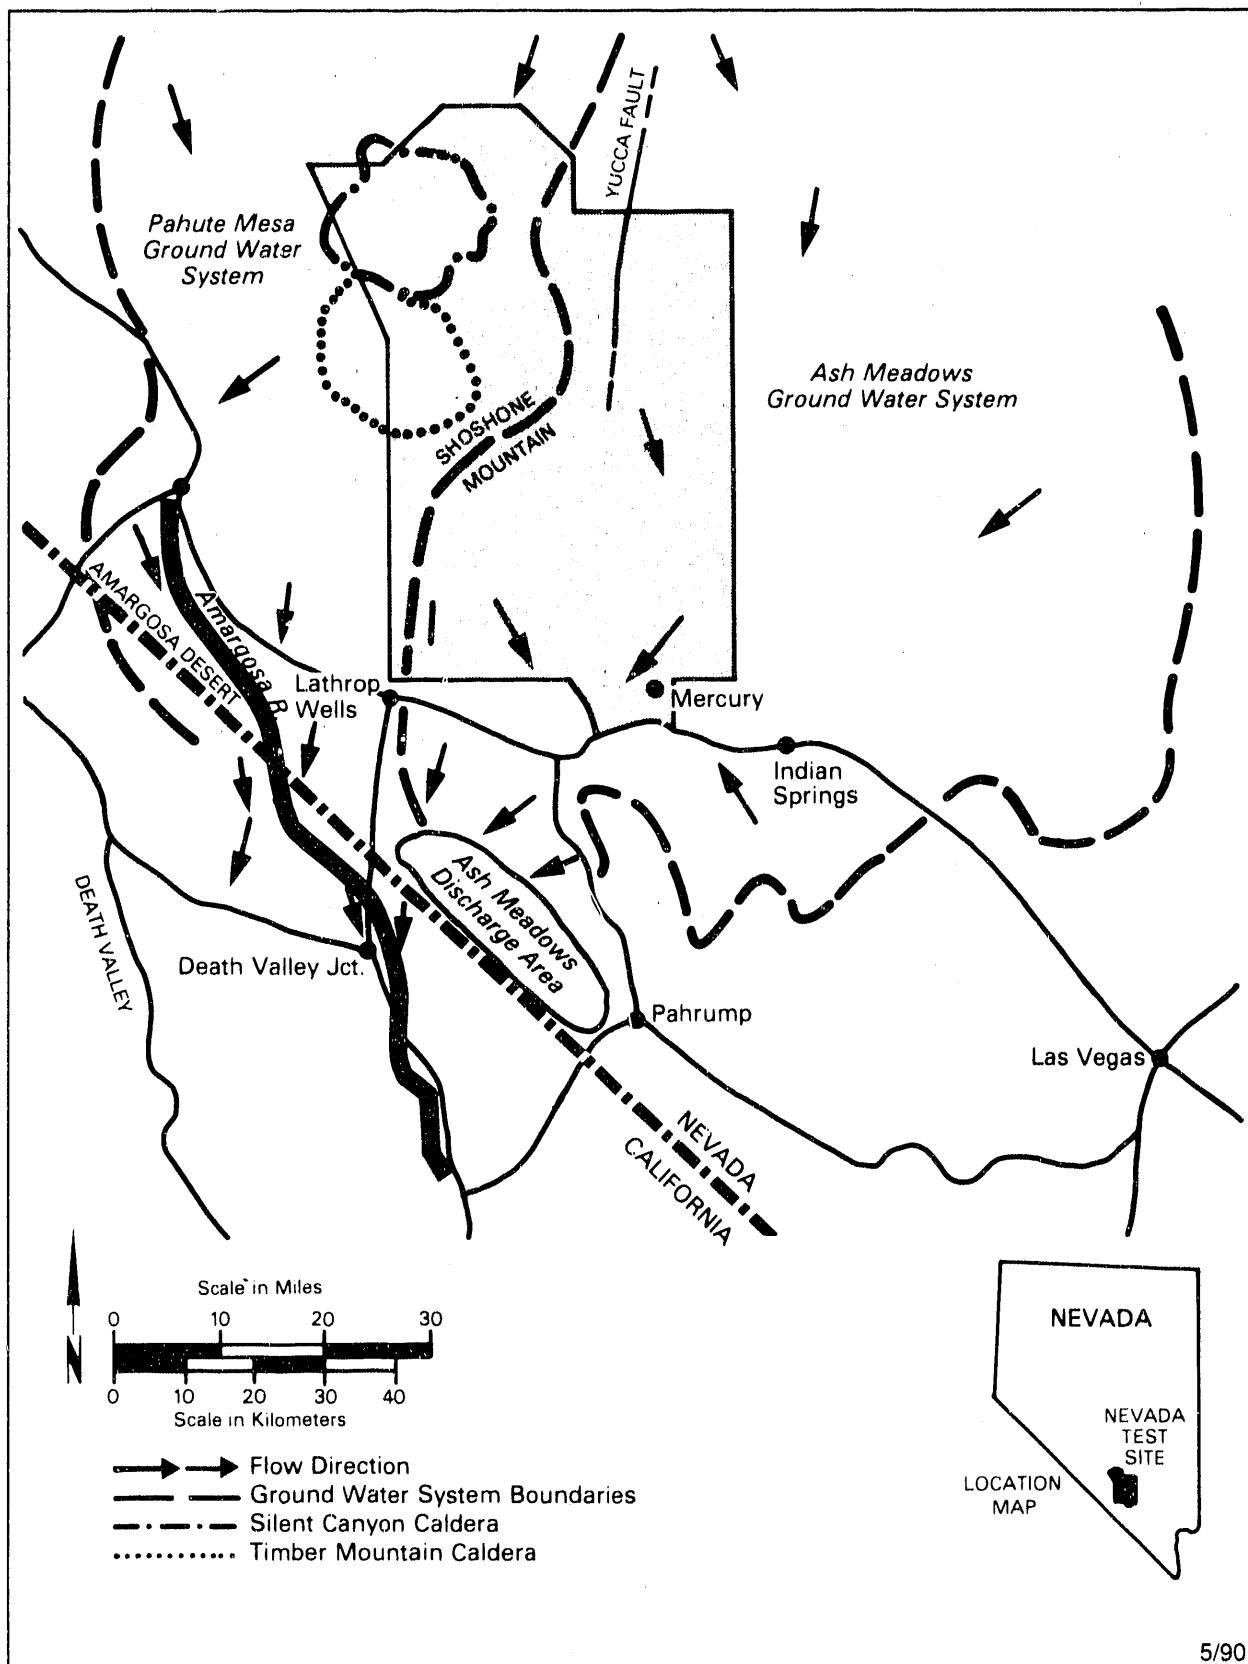 YUCCA FAULT
Pahute Mesa
Ground Water
System
Ash Meadows
Ground Water System
SHOSHONE
MOUNTAIN
AMARGOSA DESERT
Amargosa R.
Lathrop
Wells
Mercury
Indian
Springs
Ash Meadows
Discharge Area
DEATH VALLEY
Death Valley Jct.
Pahrump
Las Vegas
NEVADA
CALIFORNIA
Scale in Miles
0 10 20 30
0 10 20 30 40
Scale in Kilometers
N
Flow Direction
Ground Water System Boundaries
Silent Canyon Caldera
Timber Mountain Caldera
NEVADA
NEVADA
TEST
SITE
LOCATION
MAP
5/90